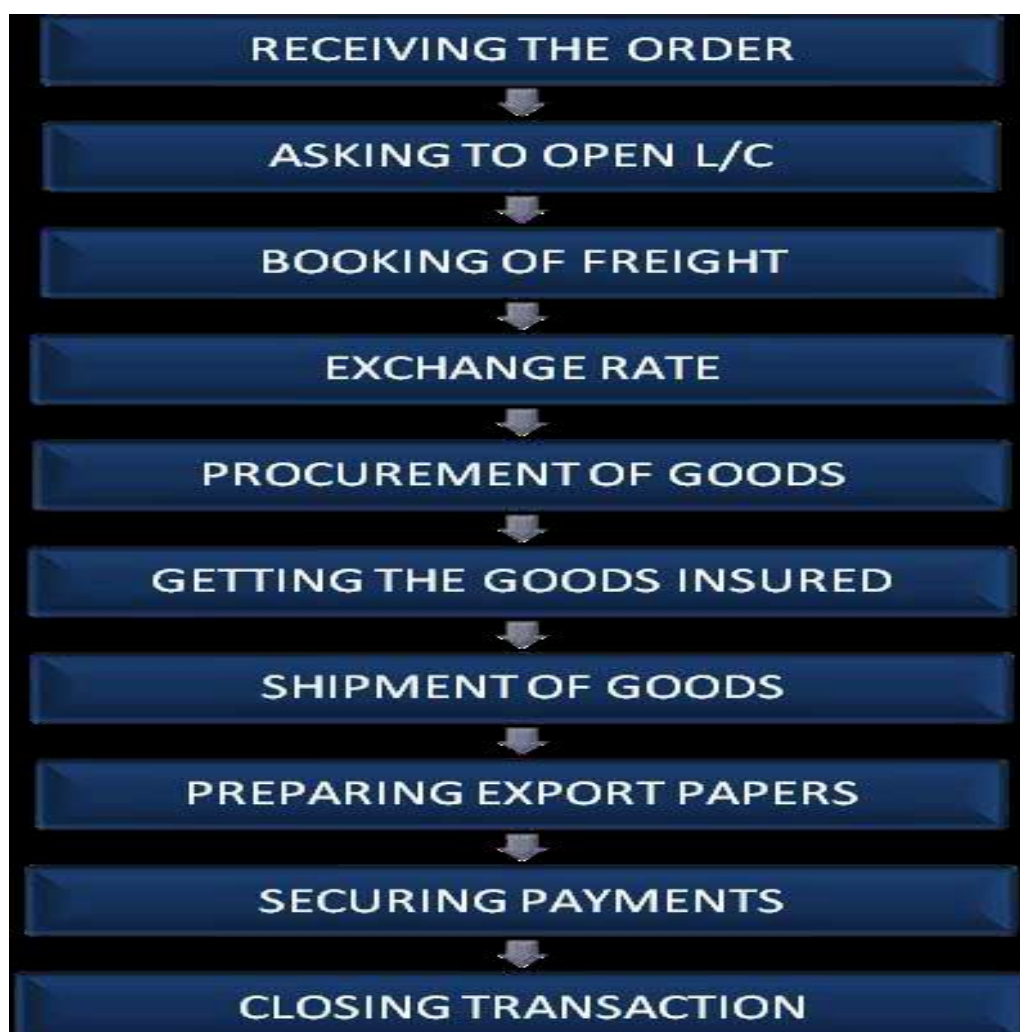 RECEIVING THE ORDER
ASKING TO OPEN L/C
BOOKING OF FREIGHT
EXCHANGE RATE
PROCUREMENT OF GOODS
GETTING THE GOODS INSURED
SHIPMENT OF GOODS
PREPARING EXPORT PAPERS
SECURING PAYMENTS
CLOSING TRANSACTION